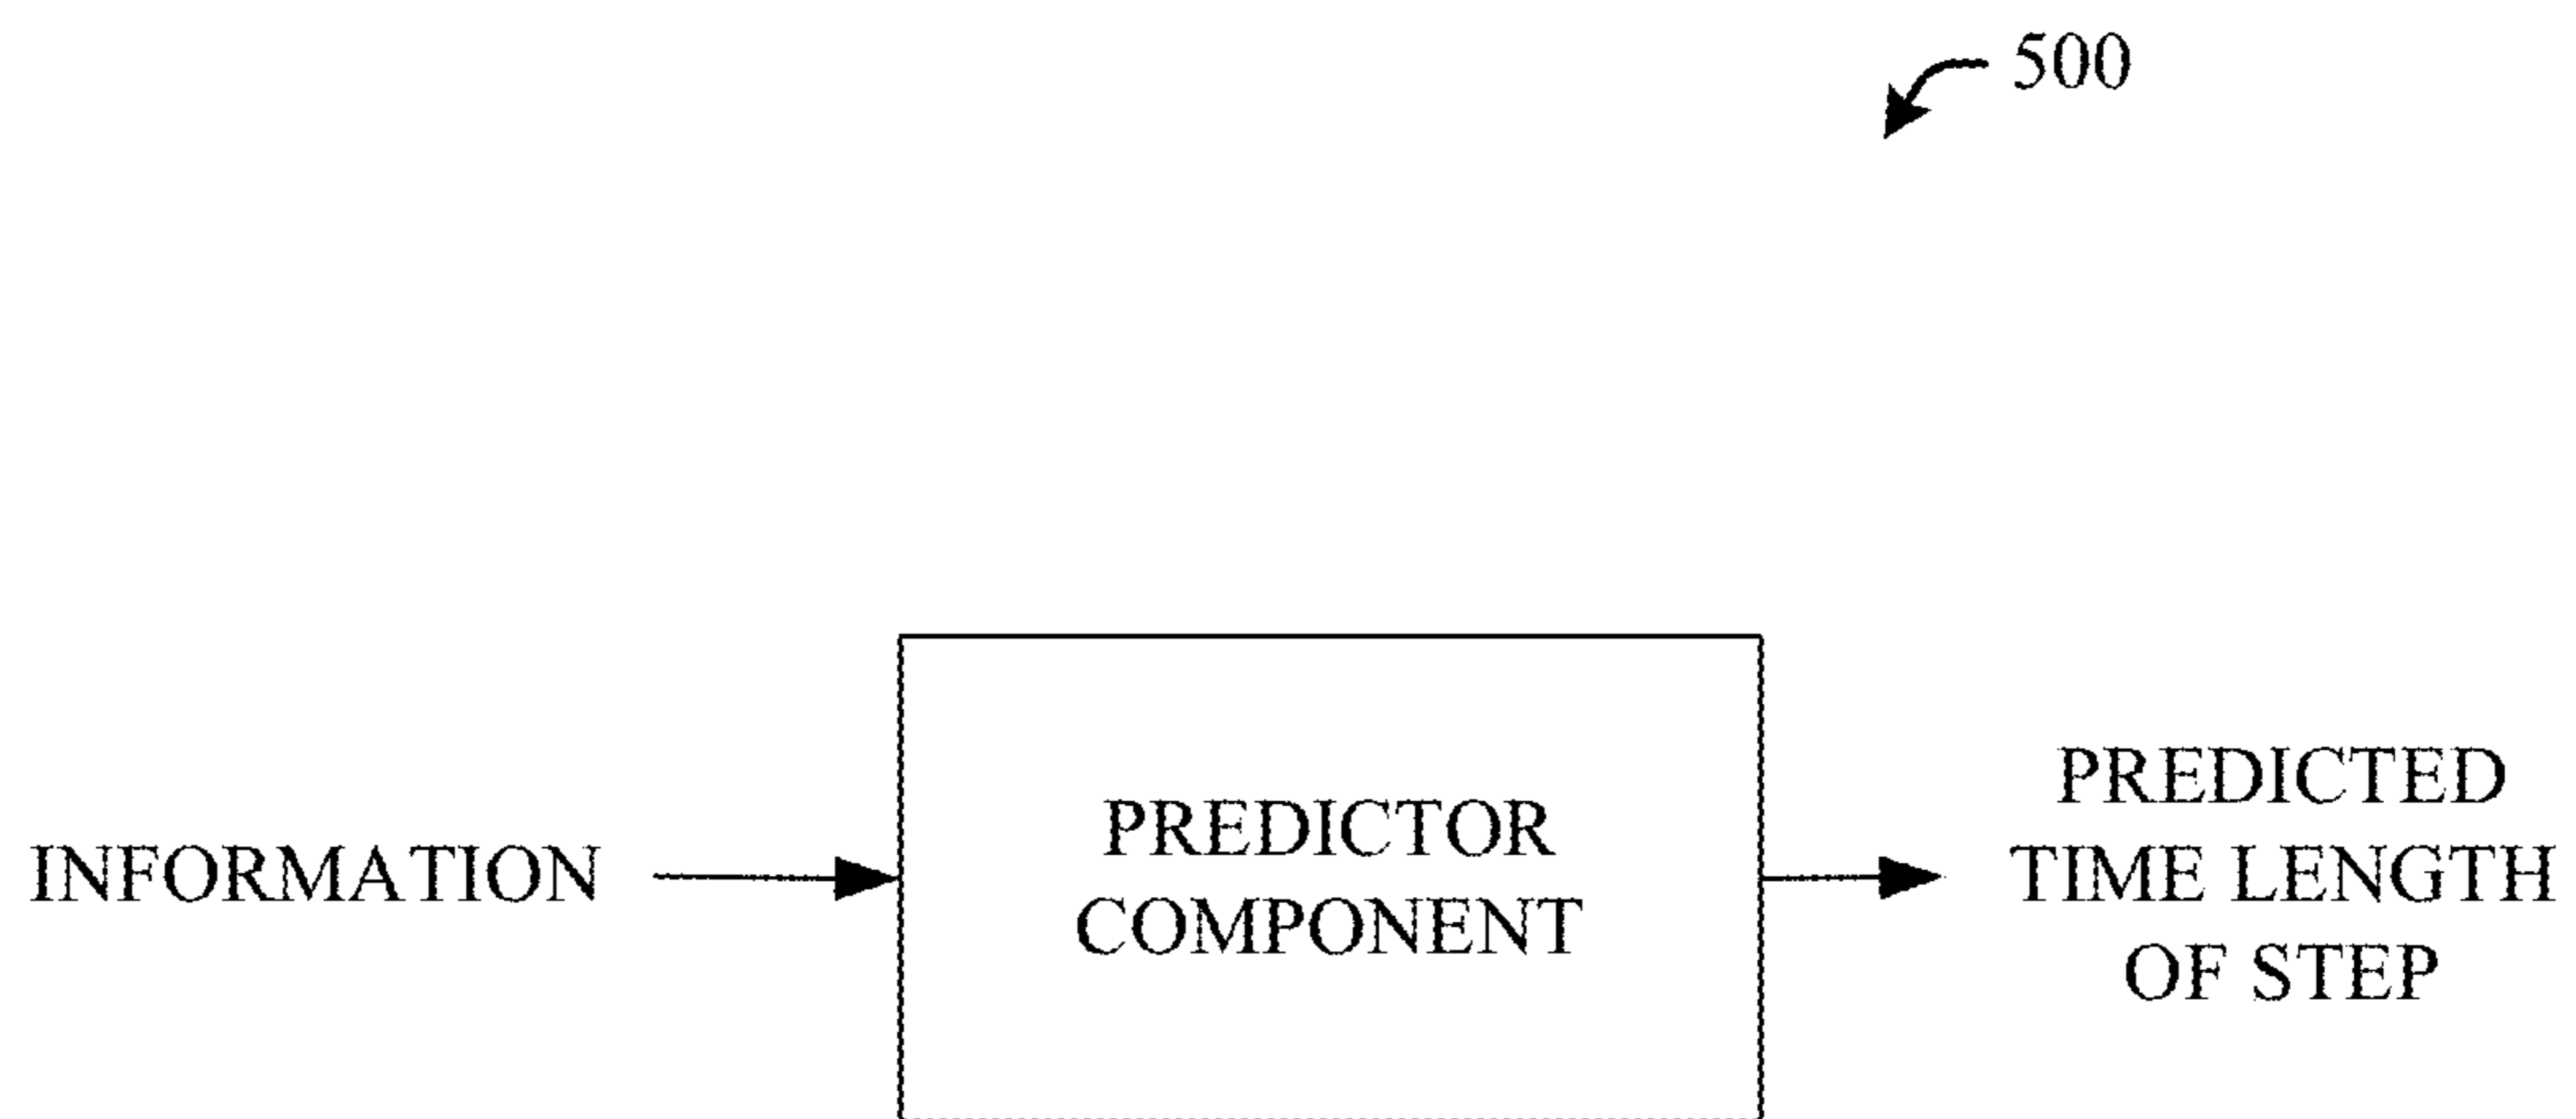 500
INFORMATION
PREDICTOR
COMPONENT
PREDICTED
TIME LENGTH
OF STEP